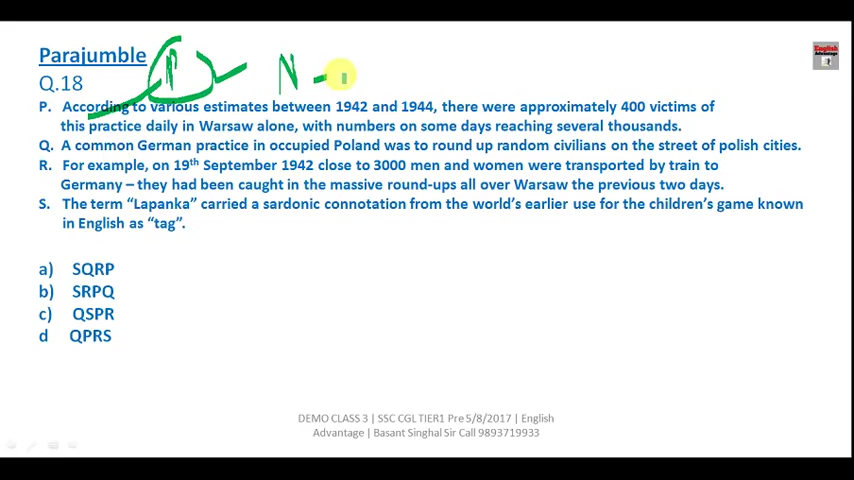 Parajumble
Q.18
P
N -
English
Advantage
P. According to various estimates between 1942 and 1944, there were approximately 400 victims of
this practice daily in Warsaw alone, with numbers on some days reaching several thousands.
Q. A common German practice in occupied Poland was to round up random civilians on the street of polish cities.
R. For example, on 19th September 1942 close to 3000 men and women were transported by train to
Germany – they had been caught in the massive round-ups all over Warsaw the previous two days.
S. The term “Lapanka” carried a sardonic connotation from the world’s earlier use for the children’s game known
in English as “tag”.
a) SQRP
b) SRPQ
c) QSPR
d QPRS
DEMO CLASS 3 | SSC CGL TIER1 Pre 5/8/2017 | English
Advantage | Basant Singhal Sir Call 9893719933